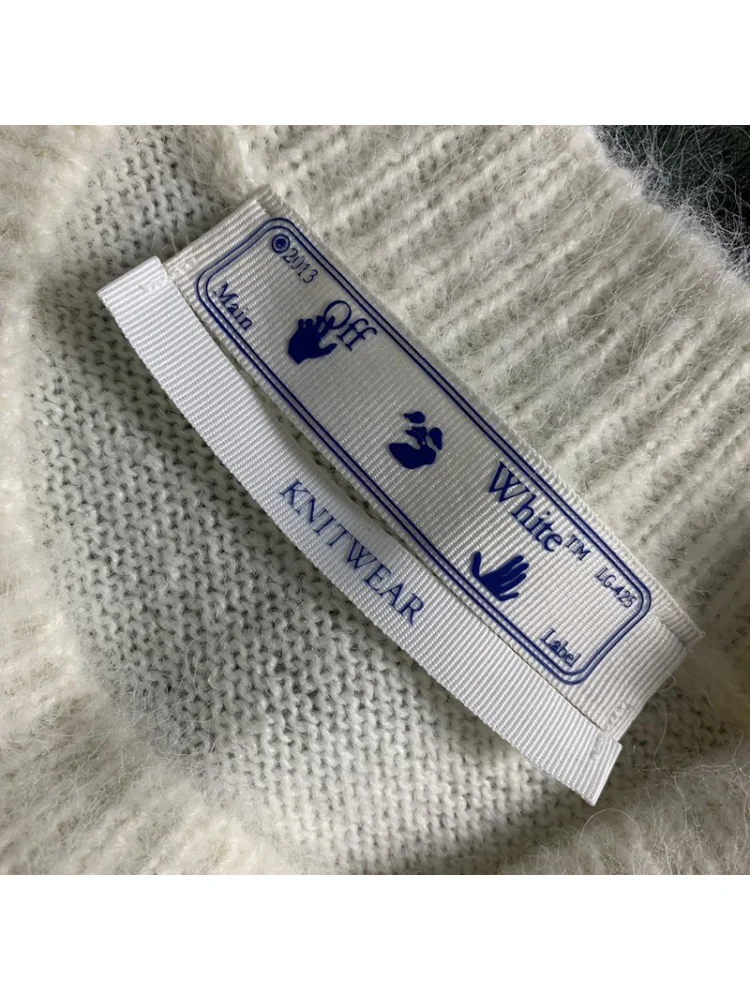 ©2013
Main
Off
White™
LG-425
Label
KNITWEAR